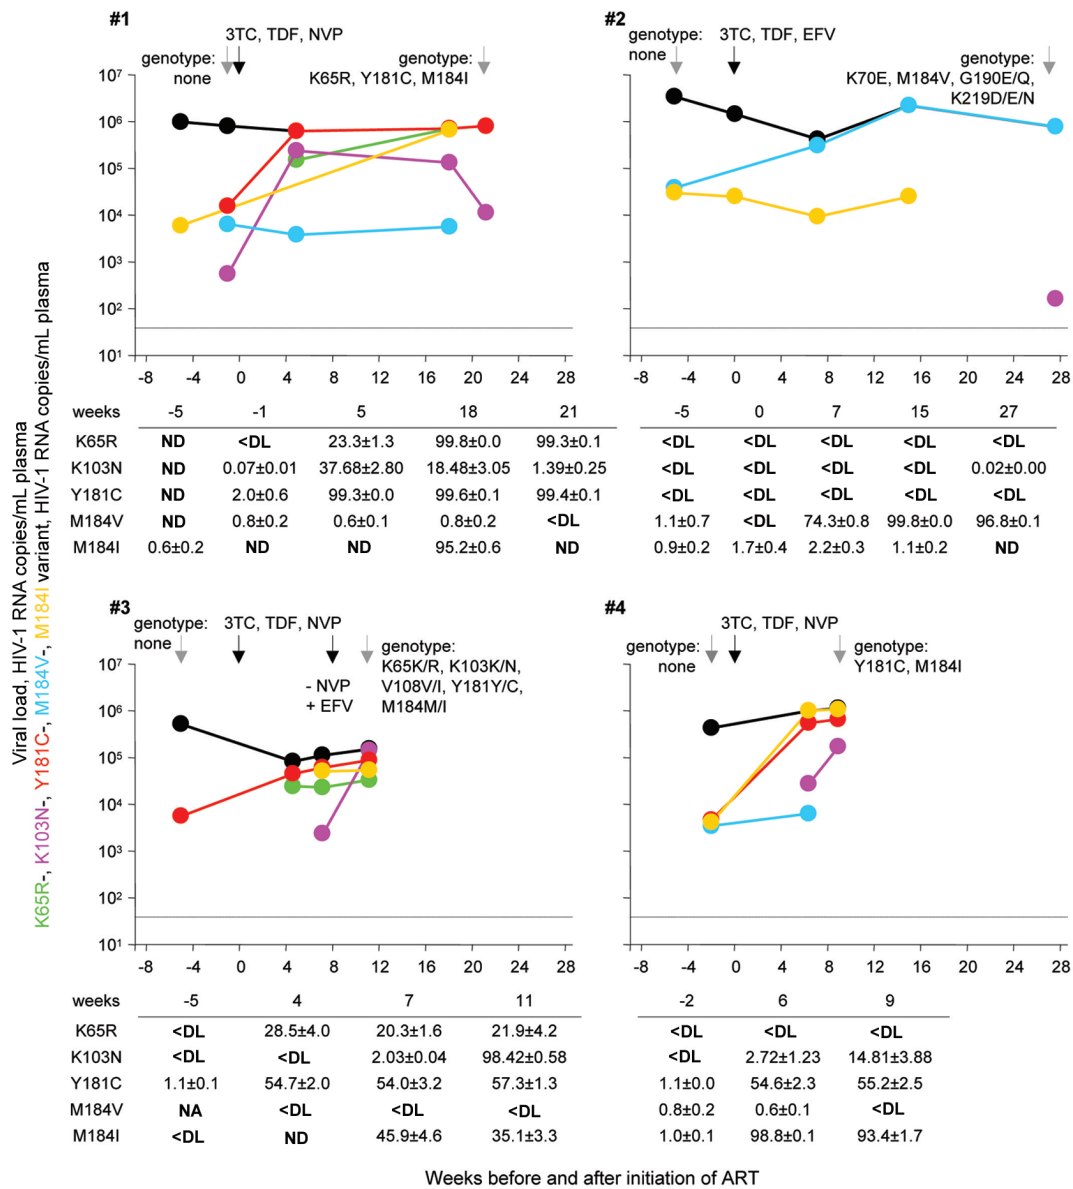 #1
3TC, TDF, NVP
genotype:
none
genotype:
K65R, Y181C, M184I
10⁷
10⁶
10⁵
10⁴
10³
10²
10¹
-8 -4 0 4 8 12 16 20 24 28
weeks -5 -1 5 18 21
K65R ND <DL 23.3±1.3 99.8±0.0 99.3±0.1
K103N ND 0.07±0.01 37.68±2.80 18.48±3.05 1.39±0.25
Y181C ND 2.0±0.6 99.3±0.0 99.6±0.1 99.4±0.1
M184V ND 0.8±0.2 0.6±0.1 0.8±0.2 <DL
M184I 0.6±0.2 ND ND 95.2±0.6 ND
#2
3TC, TDF, EFV
genotype:
none
genotype:
K70E, M184V, G190E/Q,
K219D/E/N
-8 -4 0 4 8 12 16 20 24 28
-5 0 7 15 27
<DL <DL <DL <DL <DL
<DL <DL <DL <DL 0.02±0.00
<DL <DL <DL <DL <DL
1.1±0.7 <DL 74.3±0.8 99.8±0.0 96.8±0.1
0.9±0.2 1.7±0.4 2.2±0.3 1.1±0.2 ND
Viral load, HIV-1 RNA copies/mL plasma
K65R-, K103N-, Y181C-, M184V-, M184I variant, HIV-1 RNA copies/mL plasma
#3
3TC, TDF, NVP
genotype:
none
- NVP
+ EFV
genotype:
K65K/R, K103K/N,
V108V/I, Y181Y/C,
M184M/I
10⁷
10⁶
10⁵
10⁴
10³
10²
10¹
-8 -4 0 4 8 12 16 20 24 28
weeks -5 4 7 11
K65R <DL 28.5±4.0 20.3±1.6 21.9±4.2
K103N <DL <DL 2.03±0.04 98.42±0.58
Y181C 1.1±0.1 54.7±2.0 54.0±3.2 57.3±1.3
M184V NA <DL <DL <DL
M184I <DL ND 45.9±4.6 35.1±3.3
#4
3TC, TDF, NVP
genotype:
none
genotype:
Y181C, M184I
-8 -4 0 4 8 12 16 20 24 28
-2 6 9
<DL <DL <DL
<DL 2.72±1.23 14.81±3.88
1.1±0.0 54.6±2.3 55.2±2.5
0.8±0.2 0.6±0.1 <DL
1.0±0.1 98.8±0.1 93.4±1.7
Weeks before and after initiation of ART